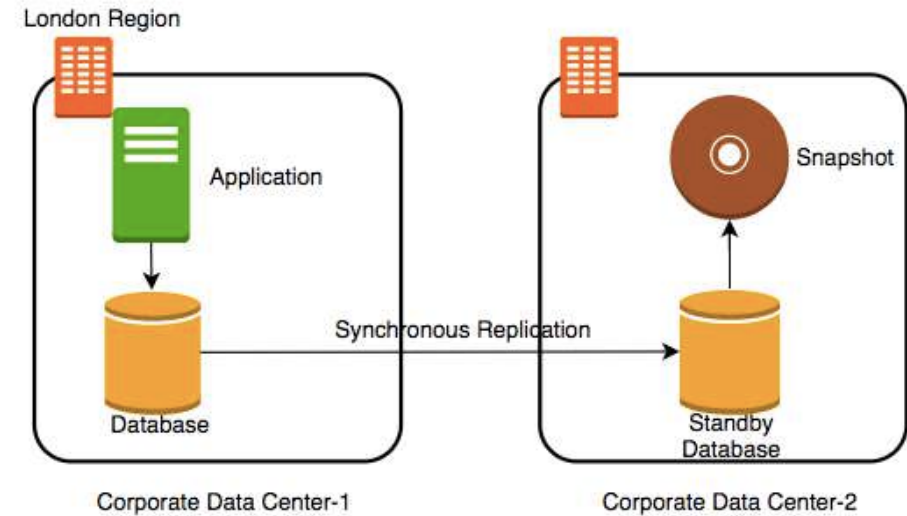 London Region
Application
Snapshot
Synchronous Replication
Database
Standby
Database
Corporate Data Center-1
Corporate Data Center-2